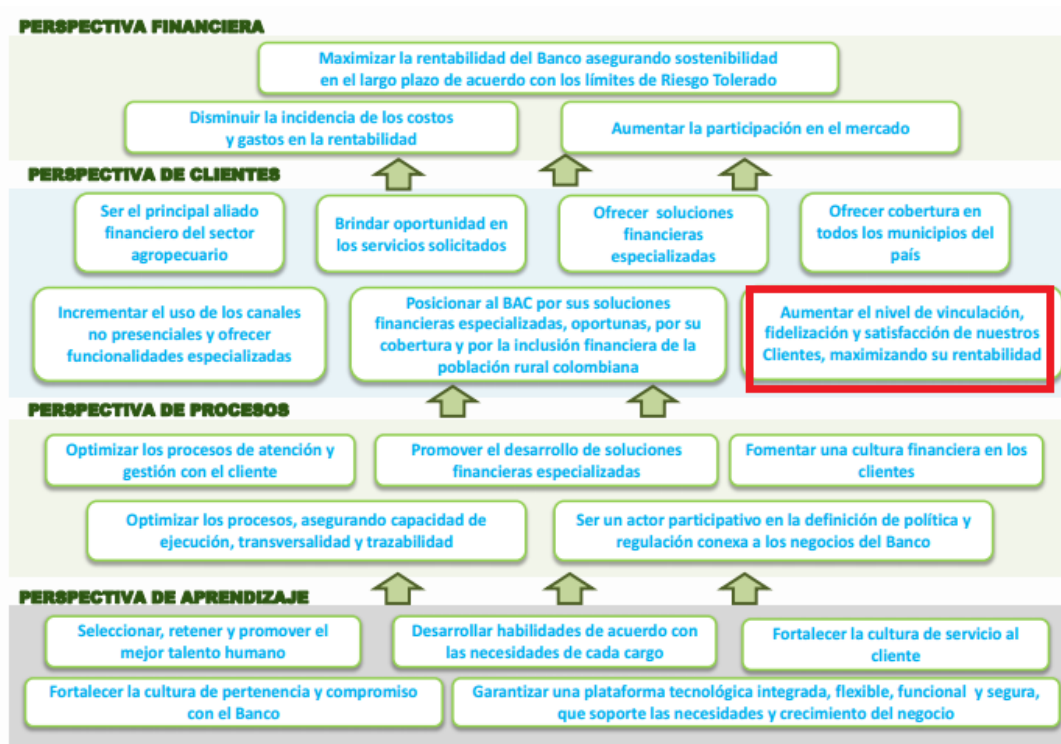 PERSPECTIVA FINANCIERA
Maximizar la rentabilidad del Banco asegurando sostenibilidad
en el largo plazo de acuerdo con los límites de Riesgo Tolerado
Disminuir la incidencia de los costos
y gastos en la rentabilidad
Aumentar la participación en el mercado
PERSPECTIVA DE CLIENTES
Ser el principal aliado
financiero del sector
agropecuario
Brindar oportunidad en
los servicios solicitados
Ofrecer soluciones
financieras
especializadas
Ofrecer cobertura en
todos los municipios del
país
Incrementar el uso de los canales
no presenciales y ofrecer
funcionalidades especializadas
Posicionar al BAC por sus soluciones
financieras especializadas, oportunas, por su
cobertura y por la inclusión financiera de la
población rural colombiana
Aumentar el nivel de vinculación,
fidelización y satisfacción de nuestros
Clientes, maximizando su rentabilidad
PERSPECTIVA DE PROCESOS
Optimizar los procesos de atención y
gestión con el cliente
Promover el desarrollo de soluciones
financieras especializadas
Fomentar una cultura financiera en los
clientes
Optimizar los procesos, asegurando capacidad de
ejecución, transversalidad y trazabilidad
Ser un actor participativo en la definición de política y
regulación conexa a los negocios del Banco
PERSPECTIVA DE APRENDIZAJE
Seleccionar, retener y promover el
mejor talento humano
Desarrollar habilidades de acuerdo con
las necesidades de cada cargo
Fortalecer la cultura de servicio al
cliente
Fortalecer la cultura de pertenencia y compromiso
con el Banco
Garantizar una plataforma tecnológica integrada, flexible, funcional y segura,
que soporte las necesidades y crecimiento del negocio